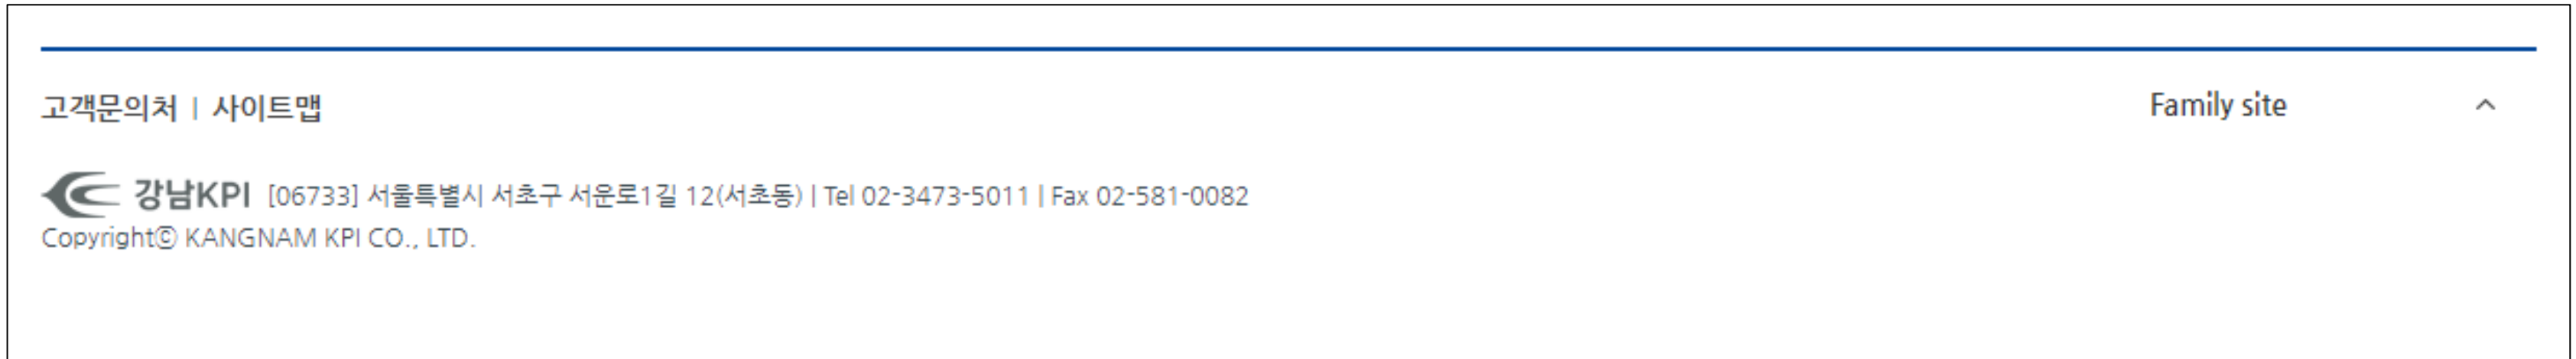 고객문의처 | 사이트맵 Family site
강남KPI [06733] 서울특별시 서초구 서운로1길 12(서초동) | Tel 02-3473-5011 | Fax 02-581-0082
Copyrightⓒ KANGNAM KPI CO., LTD.